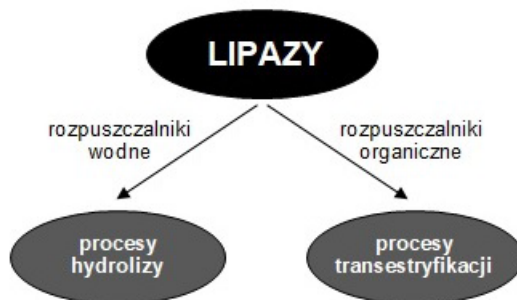 LIPAZY
rozpuszczalniki
wodne
rozpuszczalniki
organiczne
procesy
hydrolizy
procesy
transestryfikacji